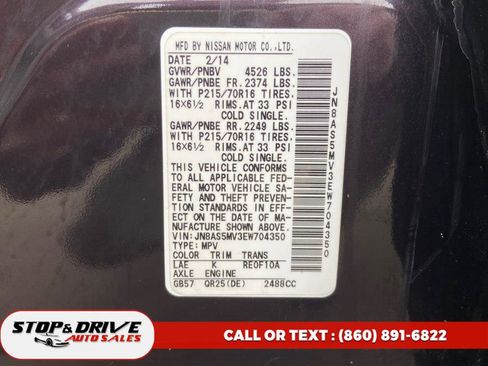 MFD BY NISSAN MOTOR CO.,LTD.
DATE 2/14
GVWR/PNBV 4526 LBS.
GAWR/PNBE FR. 2374 LBS.
WITH P215/70R16 TIRES,
16×6½ RIMS.AT 33 PSI
COLD SINGLE.
GAWR/PNBE RR. 2249 LBS.
WITH P215/70R16 TIRES,
16×6½ RIMS.AT 33 PSI
COLD SINGLE.
THIS VEHICLE CONFORMS
TO ALL APPLICABLE FED-
ERAL MOTOR VEHICLE SA-
FETY AND THEFT PREVEN-
TION STANDARDS IN EFF-
ECT ON THE DATE OF MA-
NUFACTURE SHOWN ABOVE.
VIN: JN8AS5MV3EW704350
TYPE: MPV
COLOR TRIM TRANS
LAE K RE0F10A
AXLE ENGINE
GB57 QR25(DE) 2488CC
JN8AS5MV3EW704350
STOP & DRIVE
AUTO SALES
CALL OR TEXT : (860) 891-6822